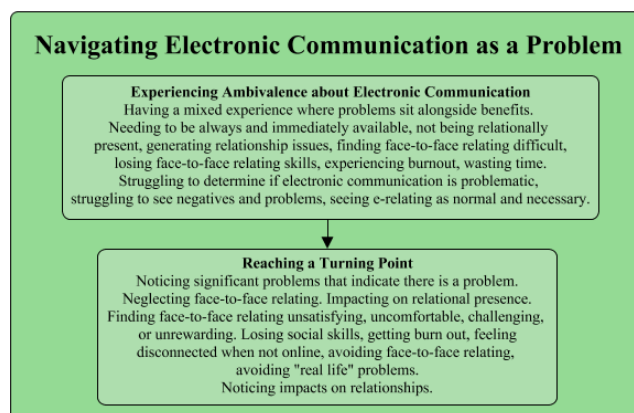 Navigating Electronic Communication as a Problem
Experiencing Ambivalence about Electronic Communication
Having a mixed experience where problems sit alongside benefits.
Needing to be always and immediately available, not being relationally
present, generating relationship issues, finding face-to-face relating difficult,
losing face-to-face relating skills, experiencing burnout, wasting time.
Struggling to determine if electronic communication is problematic,
struggling to see negatives and problems, seeing e-relating as normal and necessary.
Reaching a Turning Point
Noticing significant problems that indicate there is a problem.
Neglecting face-to-face relating. Impacting on relational presence.
Finding face-to-face relating unsatisfying, uncomfortable, challenging,
or unrewarding. Losing social skills, getting burn out, feeling
disconnected when not online, avoiding face-to-face relating,
avoiding "real life" problems.
Noticing impacts on relationships.